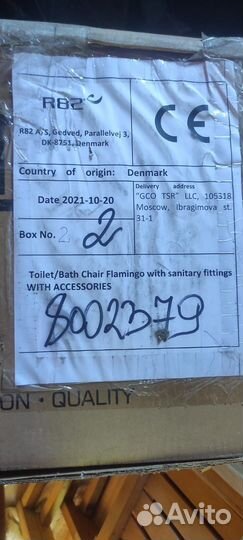 R82
R82 A/S, Gedved, Parallelvej 3,
DK-8751, Denmark
CE
Country of origin: Denmark
Date 2021-10-20
Delivery address
"GCO TSR" LLC, 105318
Moscow, Ibragimova st.
31-1
Box No. 2 2
Toilet/Bath Chair Flamingo with sanitary fittings
WITH ACCESSORIES
8002379
ON • QUALITY
Avito